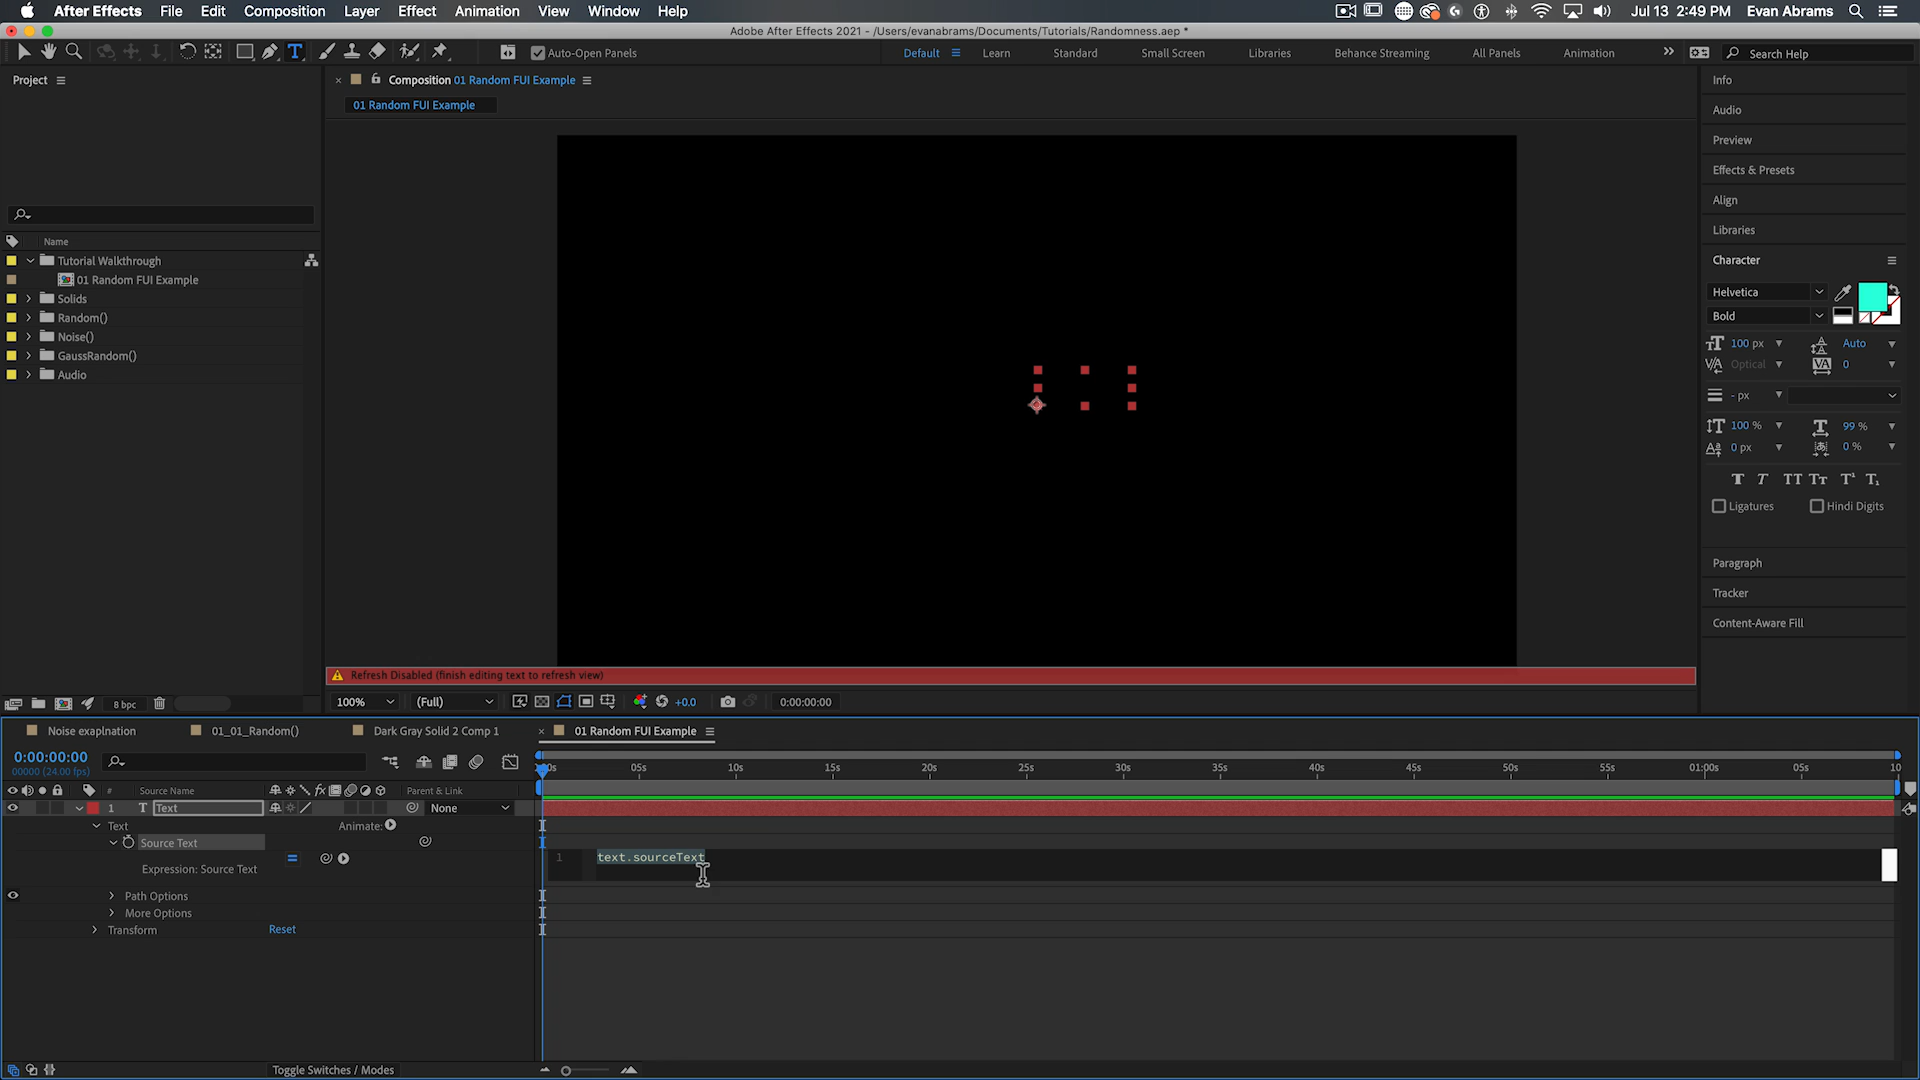 After Effects File Edit Composition Layer Effect Animation View Window Help Jul 13 2:49 PM Evan Abrams
Adobe After Effects 2021 - /Users/evanabrams/Documents/Tutorials/Randomness.aep *
Auto-Open Panels Default Learn Standard Small Screen Libraries Behance Streaming All Panels Animation Search Help
Project
Composition 01 Random FUI Example
01 Random FUI Example
Name
Tutorial Walkthrough
01 Random FUI Example
Solids
Random()
Noise()
GaussRandom()
Audio
8 bpc
Refresh Disabled (finish editing text to refresh view)
100% (Full) +0.0 0:00:00:00
Info
Audio
Preview
Effects & Presets
Align
Libraries
Character
Helvetica
Bold
100 px Auto
Optical 0
- px
100 % 99 %
0 px 0 %
T T TT Tr T¹ T₁
Ligatures Hindi Digits
Paragraph
Tracker
Content-Aware Fill
Noise exaplnation 01_01_Random() Dark Gray Solid 2 Comp 1 01 Random FUI Example
0:00:00:00
00000 (24.00 fps)
05s 10s 15s 20s 25s 30s 35s 40s 45s 50s 55s 01:00s 05s 10
# Source Name fx Parent & Link
1 T Text None
Text Animate:
Source Text
Expression: Source Text
1 text.sourceText
Path Options
More Options
Transform Reset
Toggle Switches / Modes